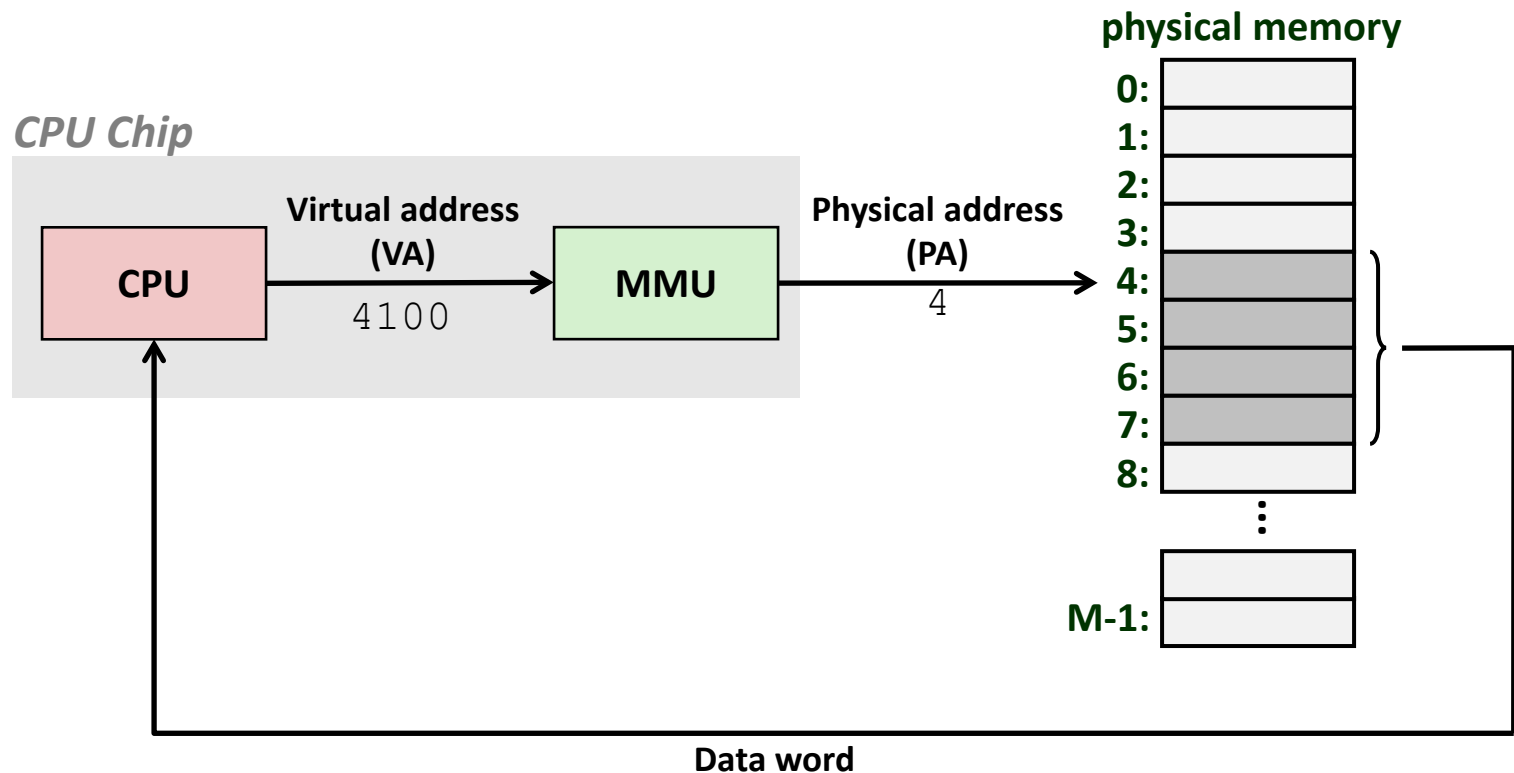 physical memory
0:
CPU Chip
1:
2:
Virtual address
(VA)
Physical address
(PA)
3:
CPU
MMU
4:
4100
4
5:
6:
7:
8:
⋮
M-1:
Data word